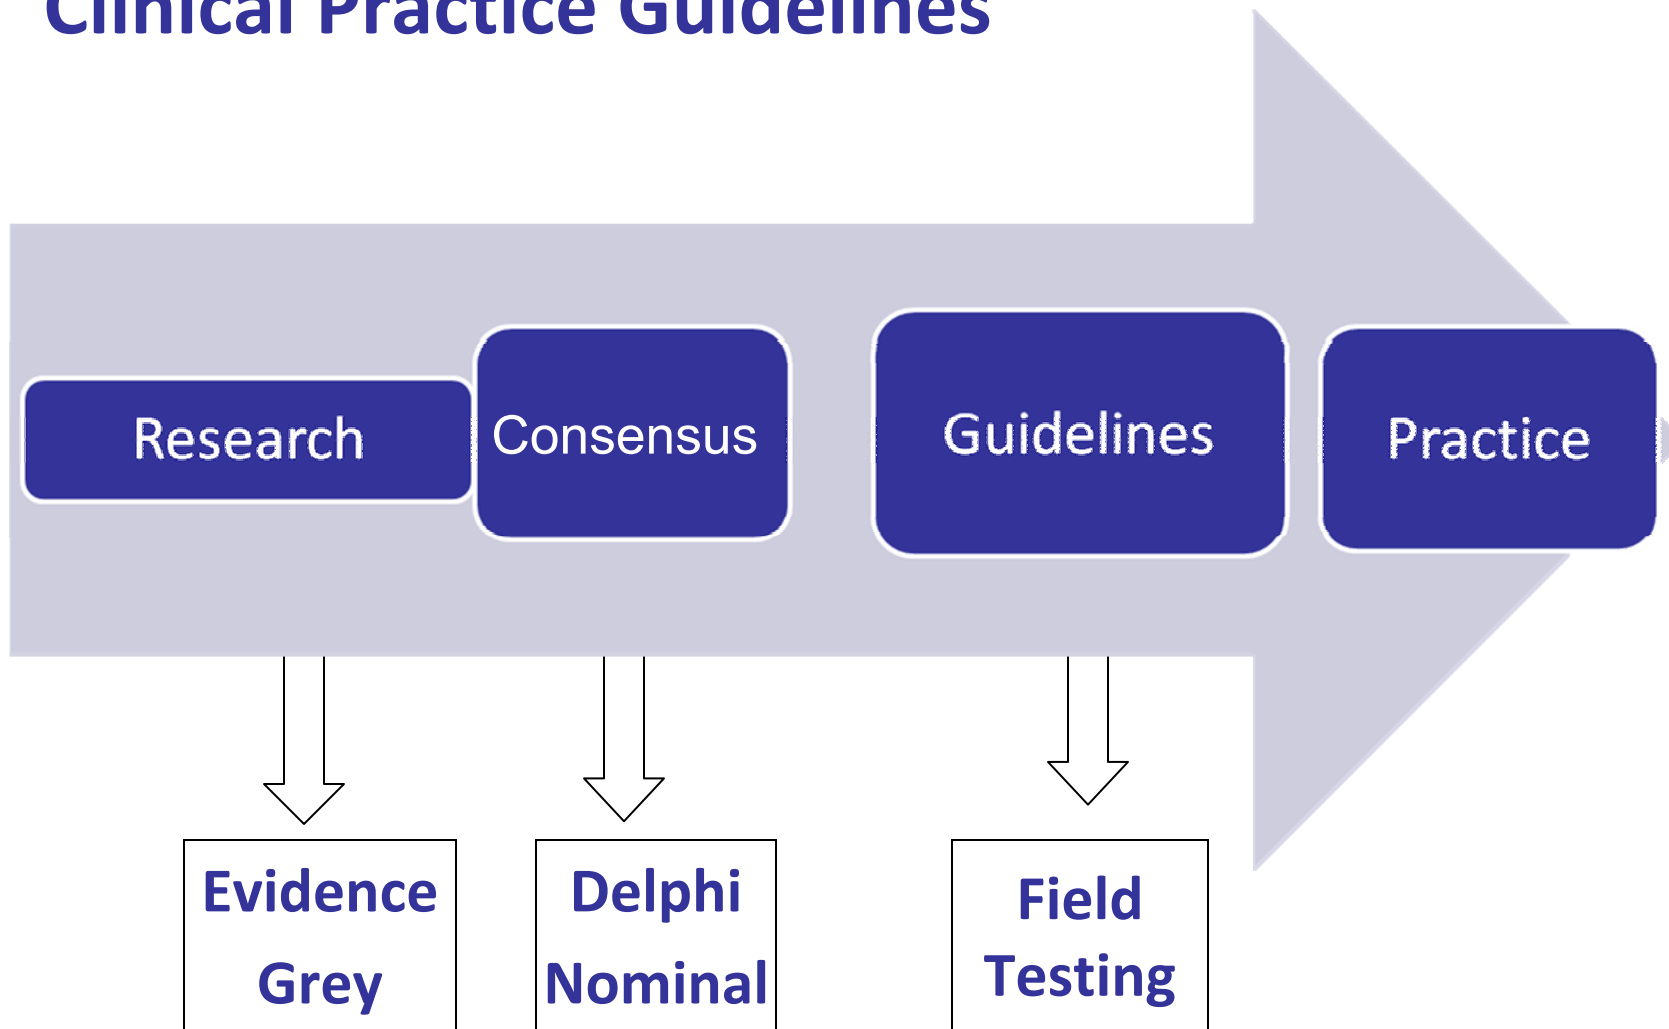 Clinical Practice Guidelines
Research
Consensus
Guidelines
Practice
Evidence
Grey
Delphi
Nominal
Field
Testing